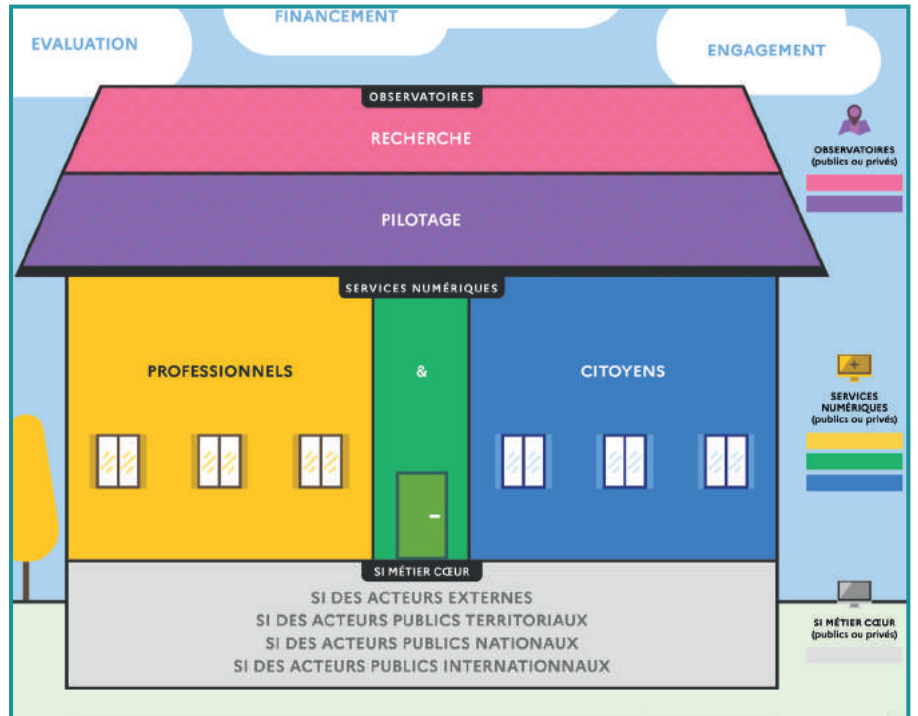 FINANCEMENT
EVALUATION
ENGAGEMENT
OBSERVATOIRES
RECHERCHE
PILOTAGE
SERVICES NUMÉRIQUES
PROFESSIONNELS
&
CITOYENS
SI MÉTIER CŒUR
SI DES ACTEURS EXTERNES
SI DES ACTEURS PUBLICS TERRITORIAUX
SI DES ACTEURS PUBLICS NATIONAUX
SI DES ACTEURS PUBLICS INTERNATIONNAUX
OBSERVATOIRES
(publics ou privés)
SERVICES
NUMÉRIQUES
(publics ou privés)
SI MÉTIER CŒUR
(publics ou privés)